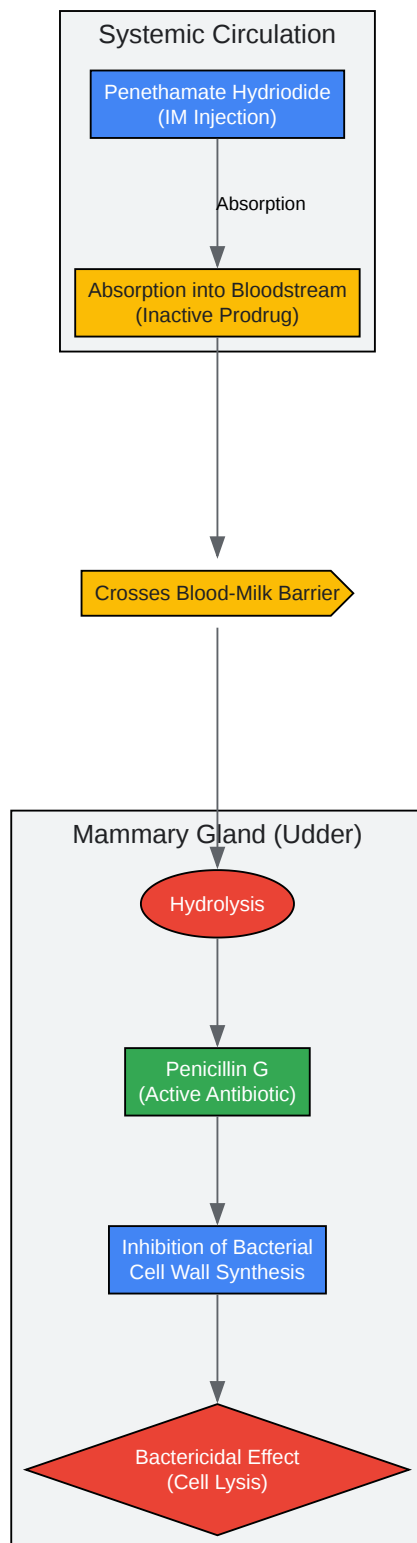 Systemic Circulation
Penethamate Hydriodide
(IM Injection)
Absorption
Absorption into Bloodstream
(Inactive Prodrug)
Crosses Blood-Milk Barrier
Mammary Gland (Udder)
Hydrolysis
Penicillin G
(Active Antibiotic)
Inhibition of Bacterial
Cell Wall Synthesis
Bactericidal Effect
(Cell Lysis)